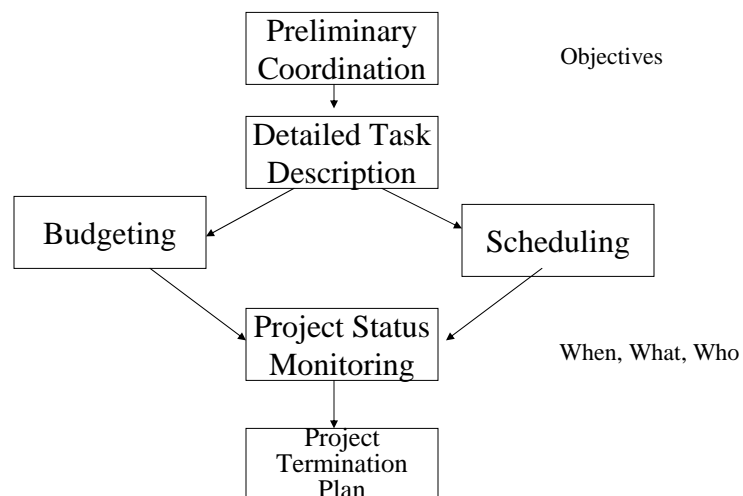 Preliminary
Coordination
Objectives
Detailed Task
Description
Budgeting
Scheduling
Project Status
Monitoring
When, What, Who
Project
Termination
Plan